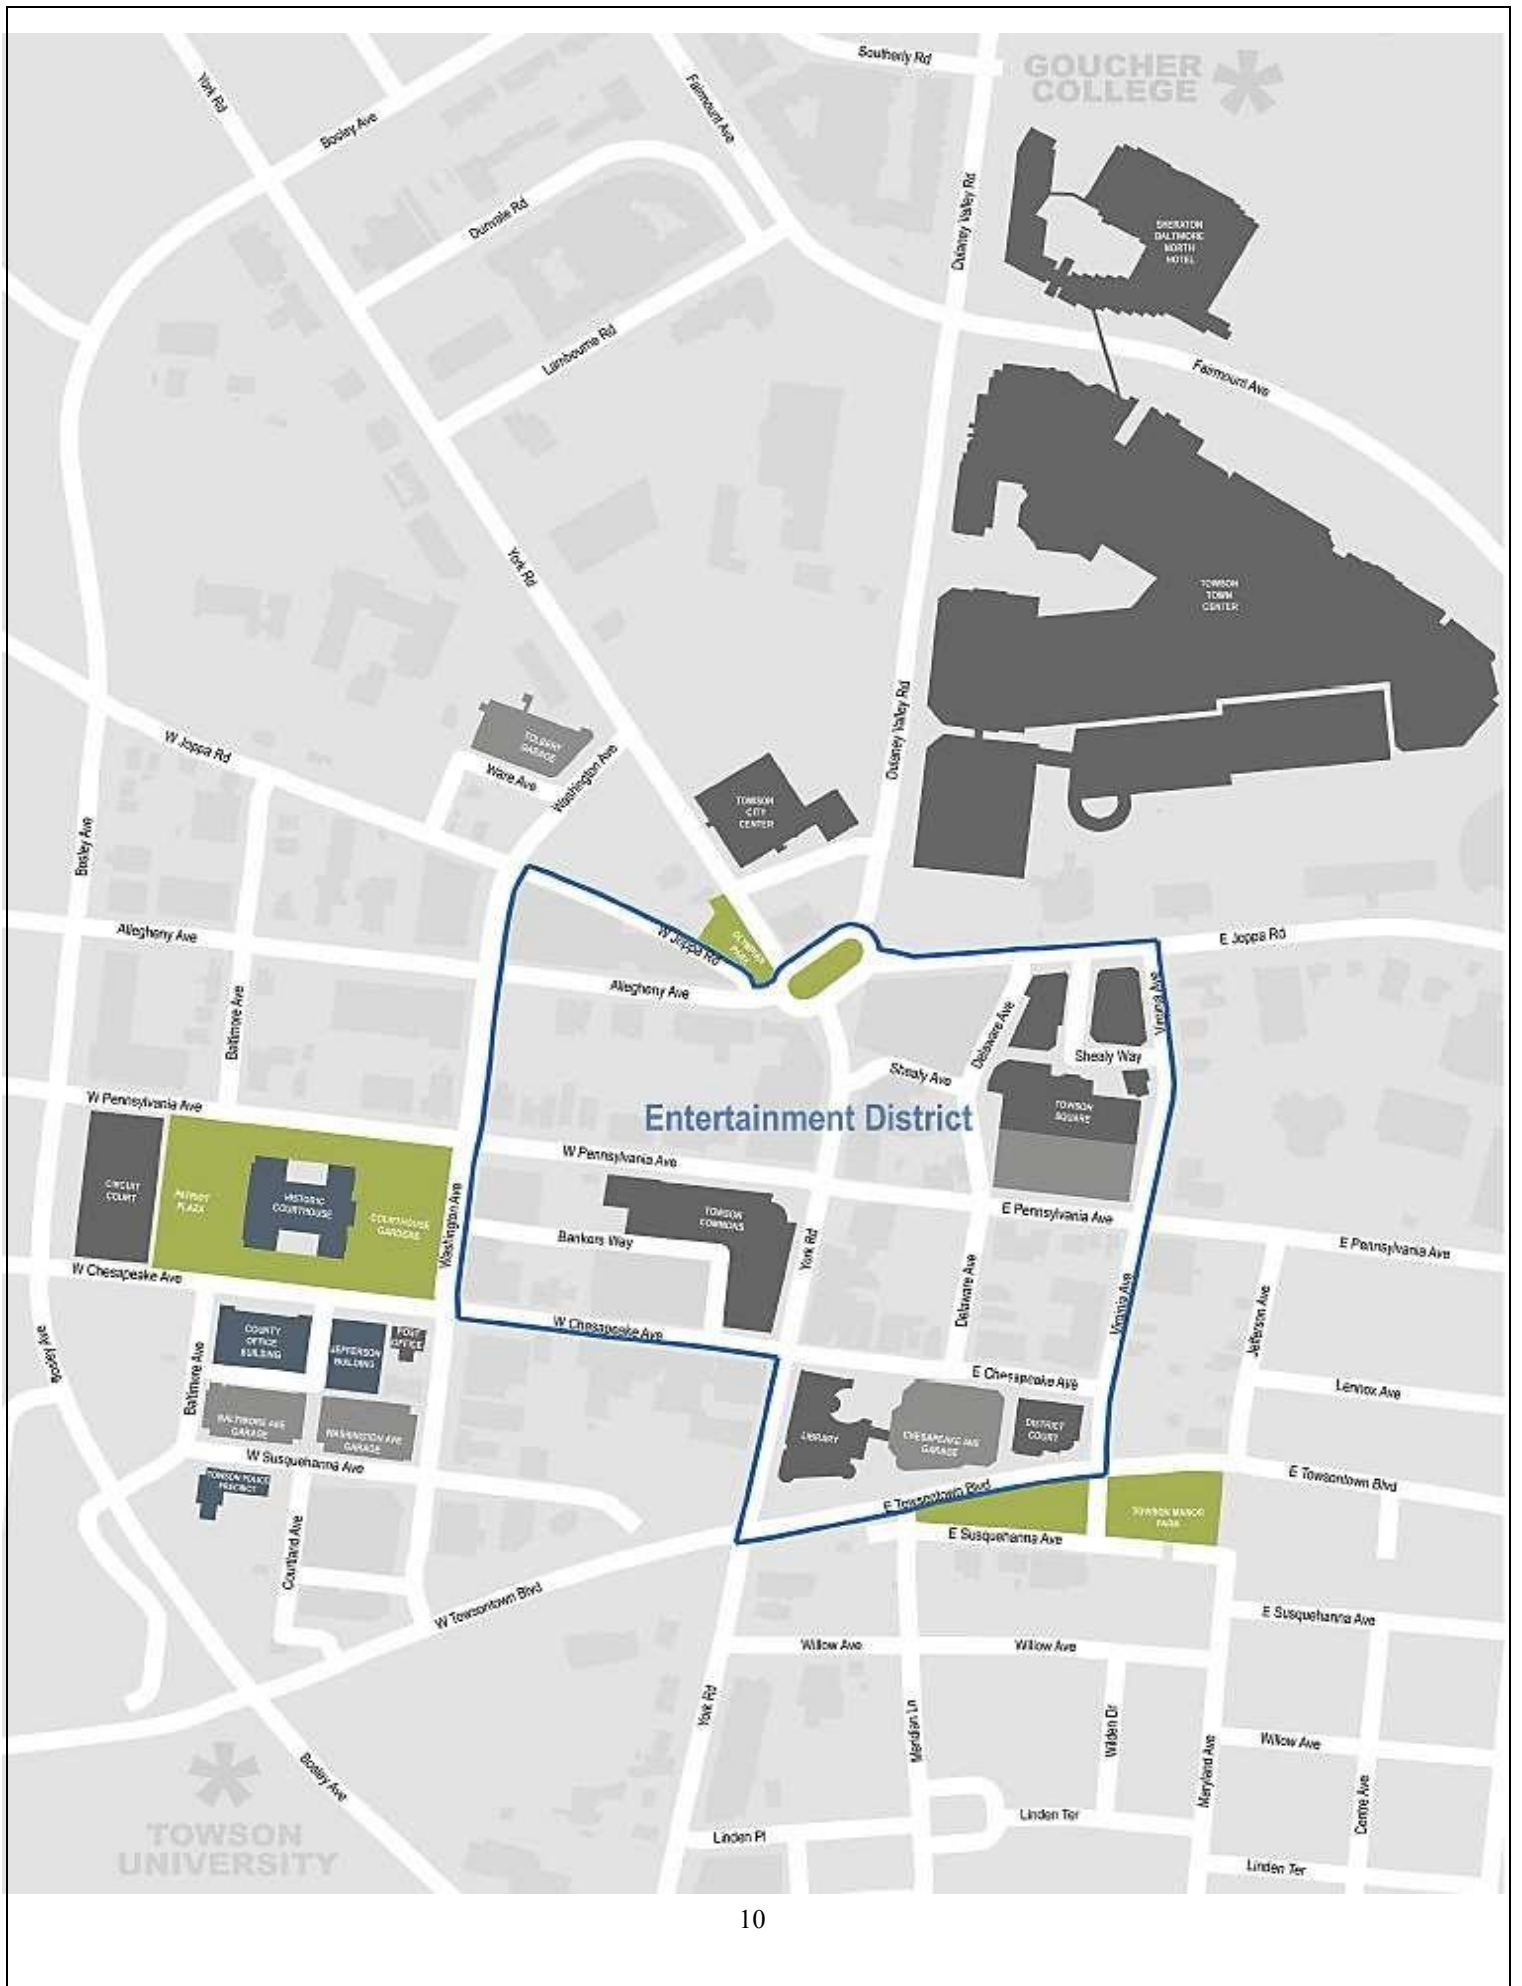 Southerly Rd
GOUCHER
COLLEGE
York Rd
Bosley Ave
Fairmount Ave
Dulaney Valley Rd
Dunvale Rd
SHERATON
BALTIMORE
NORTH
HOTEL
Lambourne Rd
Fairmount Ave
York Rd
TOWSON
TOWN
CENTER
Dulaney Valley Rd
W Joppa Rd
TOLBERT
GARAGE
Ware Ave
Washington Ave
TOWSON
CITY
CENTER
Bosley Ave
Allegheny Ave
W Joppa Rd
OLYMPIAN
PARK
E Joppa Rd
Allegheny Ave
Baltimore Ave
Delaware Ave
Virginia Ave
Shealy Way
Shealy Ave
W Pennsylvania Ave
Entertainment District
TOWSON
SQUARE
W Pennsylvania Ave
CIRCUIT
COURT
PATRIOT
PLAZA
HISTORIC
COURTHOUSE
COURTHOUSE
GARDENS
Washington Ave
TOWSON
COMMONS
E Pennsylvania Ave
Bankers Way
York Rd
E Pennsylvania Ave
W Chesapeake Ave
Delaware Ave
Virginia Ave
Jefferson Ave
W Chesapeake Ave
COUNTY
OFFICE
BUILDING
JEFFERSON
BUILDING
POST
OFFICE
Bosley Ave
Baltimore Ave
E Chesapeake Ave
Lennox Ave
BALTIMORE AVE
GARAGE
WASHINGTON AVE
GARAGE
LIBRARY
CHESAPEAKE AVE
GARAGE
DISTRICT
COURT
W Susquehanna Ave
TOWSON POLICE
PRECINCT
E Towsontown Blvd
E Towsontown Blvd
TOWSON MANOR
PARK
E Susquehanna Ave
Courtland Ave
W Towsontown Blvd
E Susquehanna Ave
Willow Ave
Willow Ave
York Rd
Meridian Ln
Wilden Dr
Maryland Ave
Willow Ave
Centre Ave
Bosley Ave
TOWSON
UNIVERSITY
Linden Pl
Linden Ter
Linden Ter
10